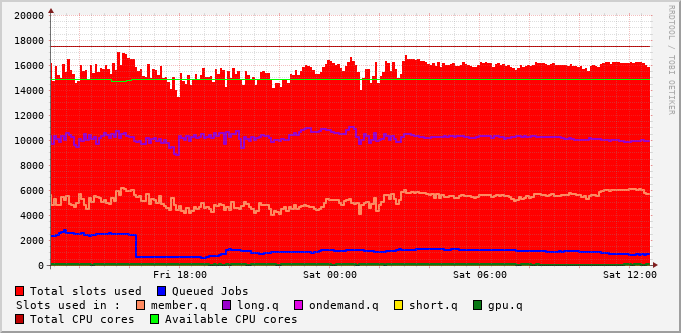 20000
18000
16000
14000
12000
10000
8000
6000
4000
2000
0
Fri 18:00 Sat 00:00 Sat 06:00 Sat 12:00
Total slots used Queued Jobs
Slots used in : member.q long.q ondemand.q short.q gpu.q
Total CPU cores Available CPU cores
RRDTOOL / TOBI OETIKER